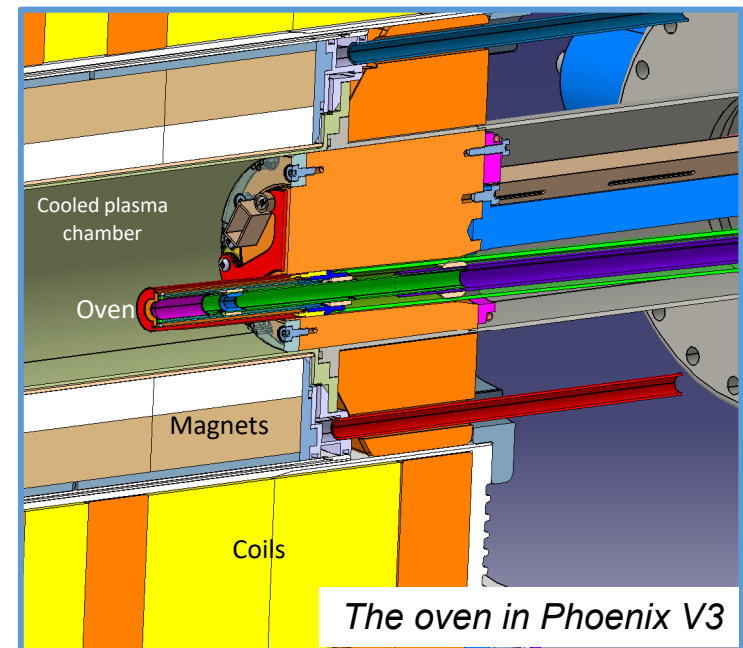 Cooled plasma
chamber
Oven
Magnets
Coils
The oven in Phoenix V3